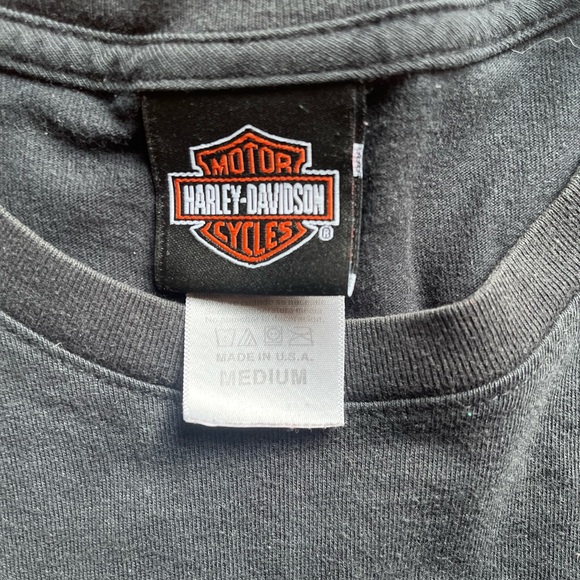 MOTOR
HARLEY-DAVIDSON
CYCLES
®
MADE IN U.S.A.
MEDIUM